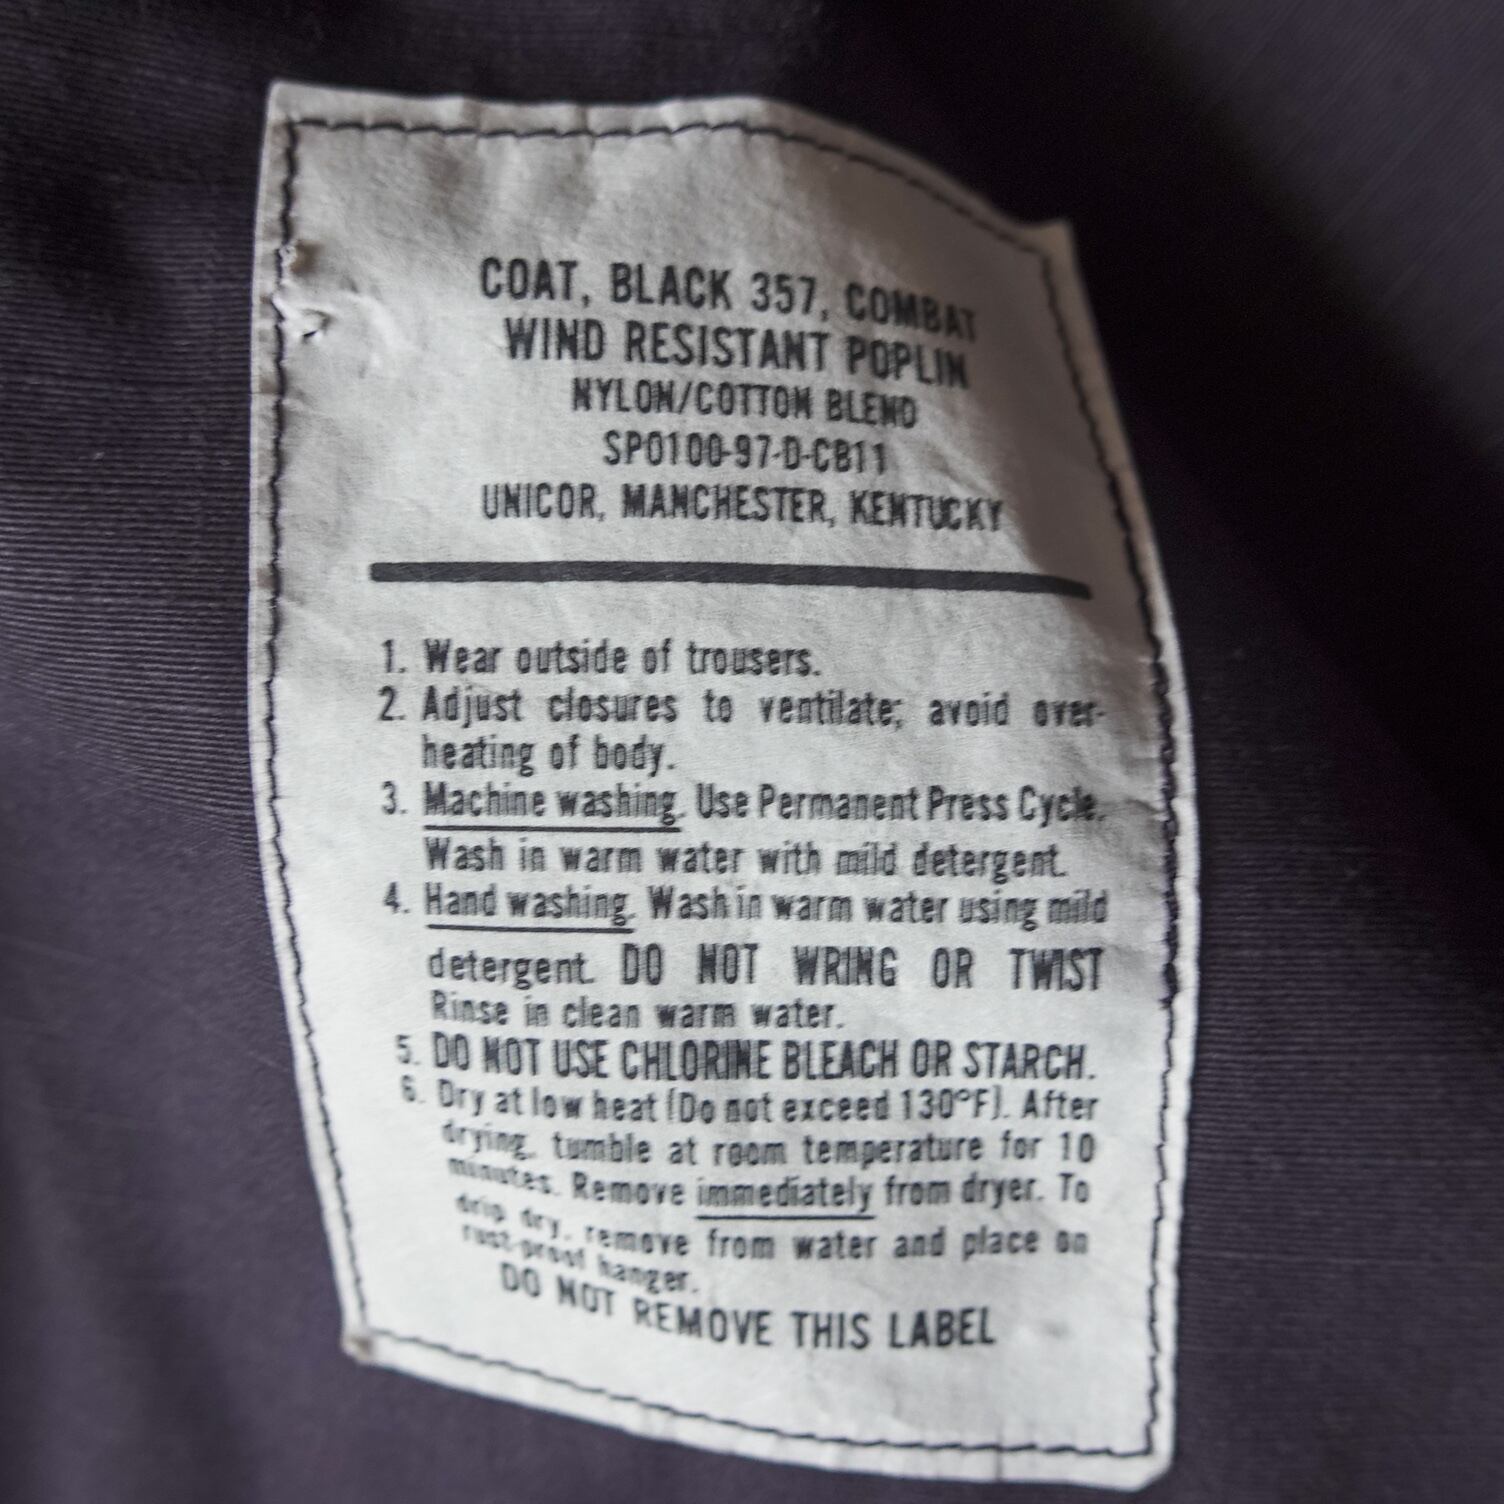 COAT, BLACK 357, COMBAT
WIND RESISTANT POPLIN
NYLON/COTTON BLEND
SPO100-97-D-CB11
UNICOR, MANCHESTER, KENTUCKY
1. Wear outside of trousers.
2. Adjust closures to ventilate; avoid over-
heating of body.
3. Machine washing. Use Permanent Press Cycle.
Wash in warm water with mild detergent.
4. Hand washing. Wash in warm water using mild
detergent. DO NOT WRING OR TWIST
Rinse in clean warm water.
5. DO NOT USE CHLORINE BLEACH OR STARCH.
6. Dry at low heat (Do not exceed 130°F). After
drying, tumble at room temperature for 10
minutes. Remove immediately from dryer. To
drip dry, remove from water and place on
rust-proof hanger.
DO NOT REMOVE THIS LABEL